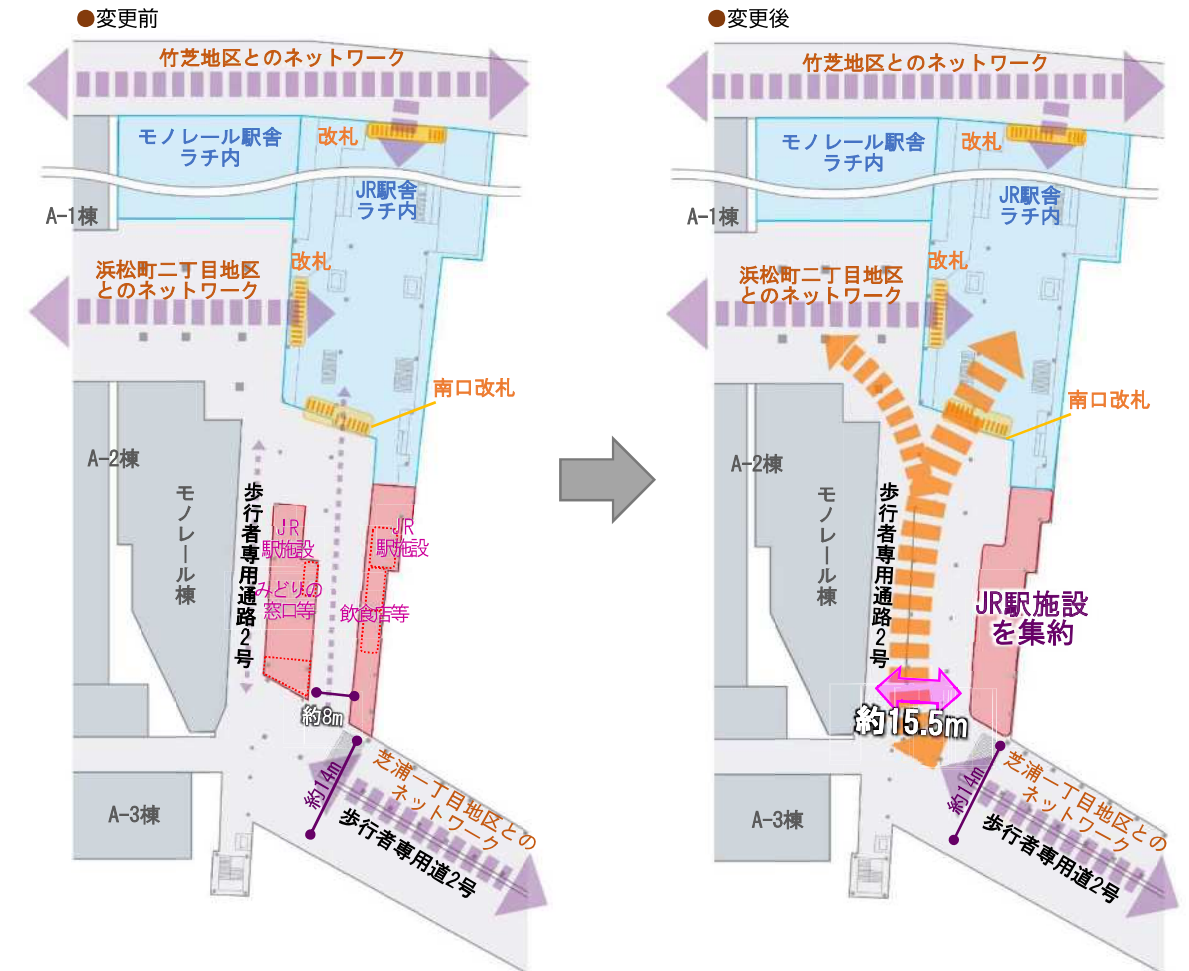 ●変更前
竹芝地区とのネットワーク
モノレール駅舎
ラチ内
改札
JR駅舎
ラチ内
A-1棟
浜松町二丁目地区
とのネットワーク
改札
南口改札
A-2棟
モノレール棟
歩行者専用通路2号
JR
駅施設
みどりの
窓口等
JR
駅施設
飲食店等
約8m
約14m
芝浦一丁目地区との
ネットワーク
歩行者専用道2号
A-3棟
●変更後
竹芝地区とのネットワーク
モノレール駅舎
ラチ内
改札
JR駅舎
ラチ内
A-1棟
浜松町二丁目地区
とのネットワーク
改札
南口改札
A-2棟
モノレール棟
歩行者専用通路2号
JR駅施設
を集約
約15.5m
約14m
芝浦一丁目地区との
ネットワーク
歩行者専用道2号
A-3棟